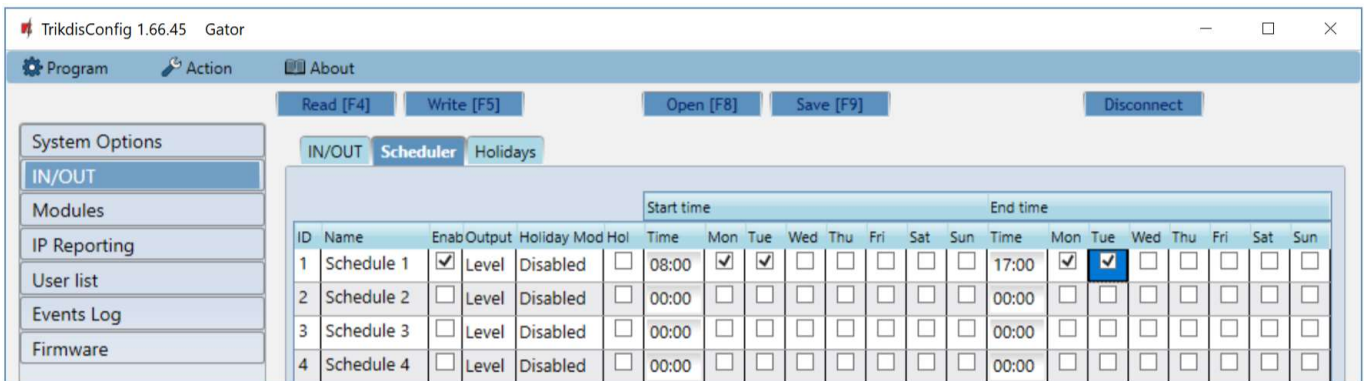 TrikdisConfig 1.66.45 Gator
Program Action About
Read [F4] Write [F5] Open [F8] Save [F9] Disconnect
System Options
IN/OUT
Modules
IP Reporting
User list
Events Log
Firmware
IN/OUT Scheduler Holidays
Start time End time
ID Name Enab Output Holiday Mod Hol Time Mon Tue Wed Thu Fri Sat Sun Time Mon Tue Wed Thu Fri Sat Sun
1 Schedule 1 Level Disabled 08:00 17:00
2 Schedule 2 Level Disabled 00:00 00:00
3 Schedule 3 Level Disabled 00:00 00:00
4 Schedule 4 Level Disabled 00:00 00:00